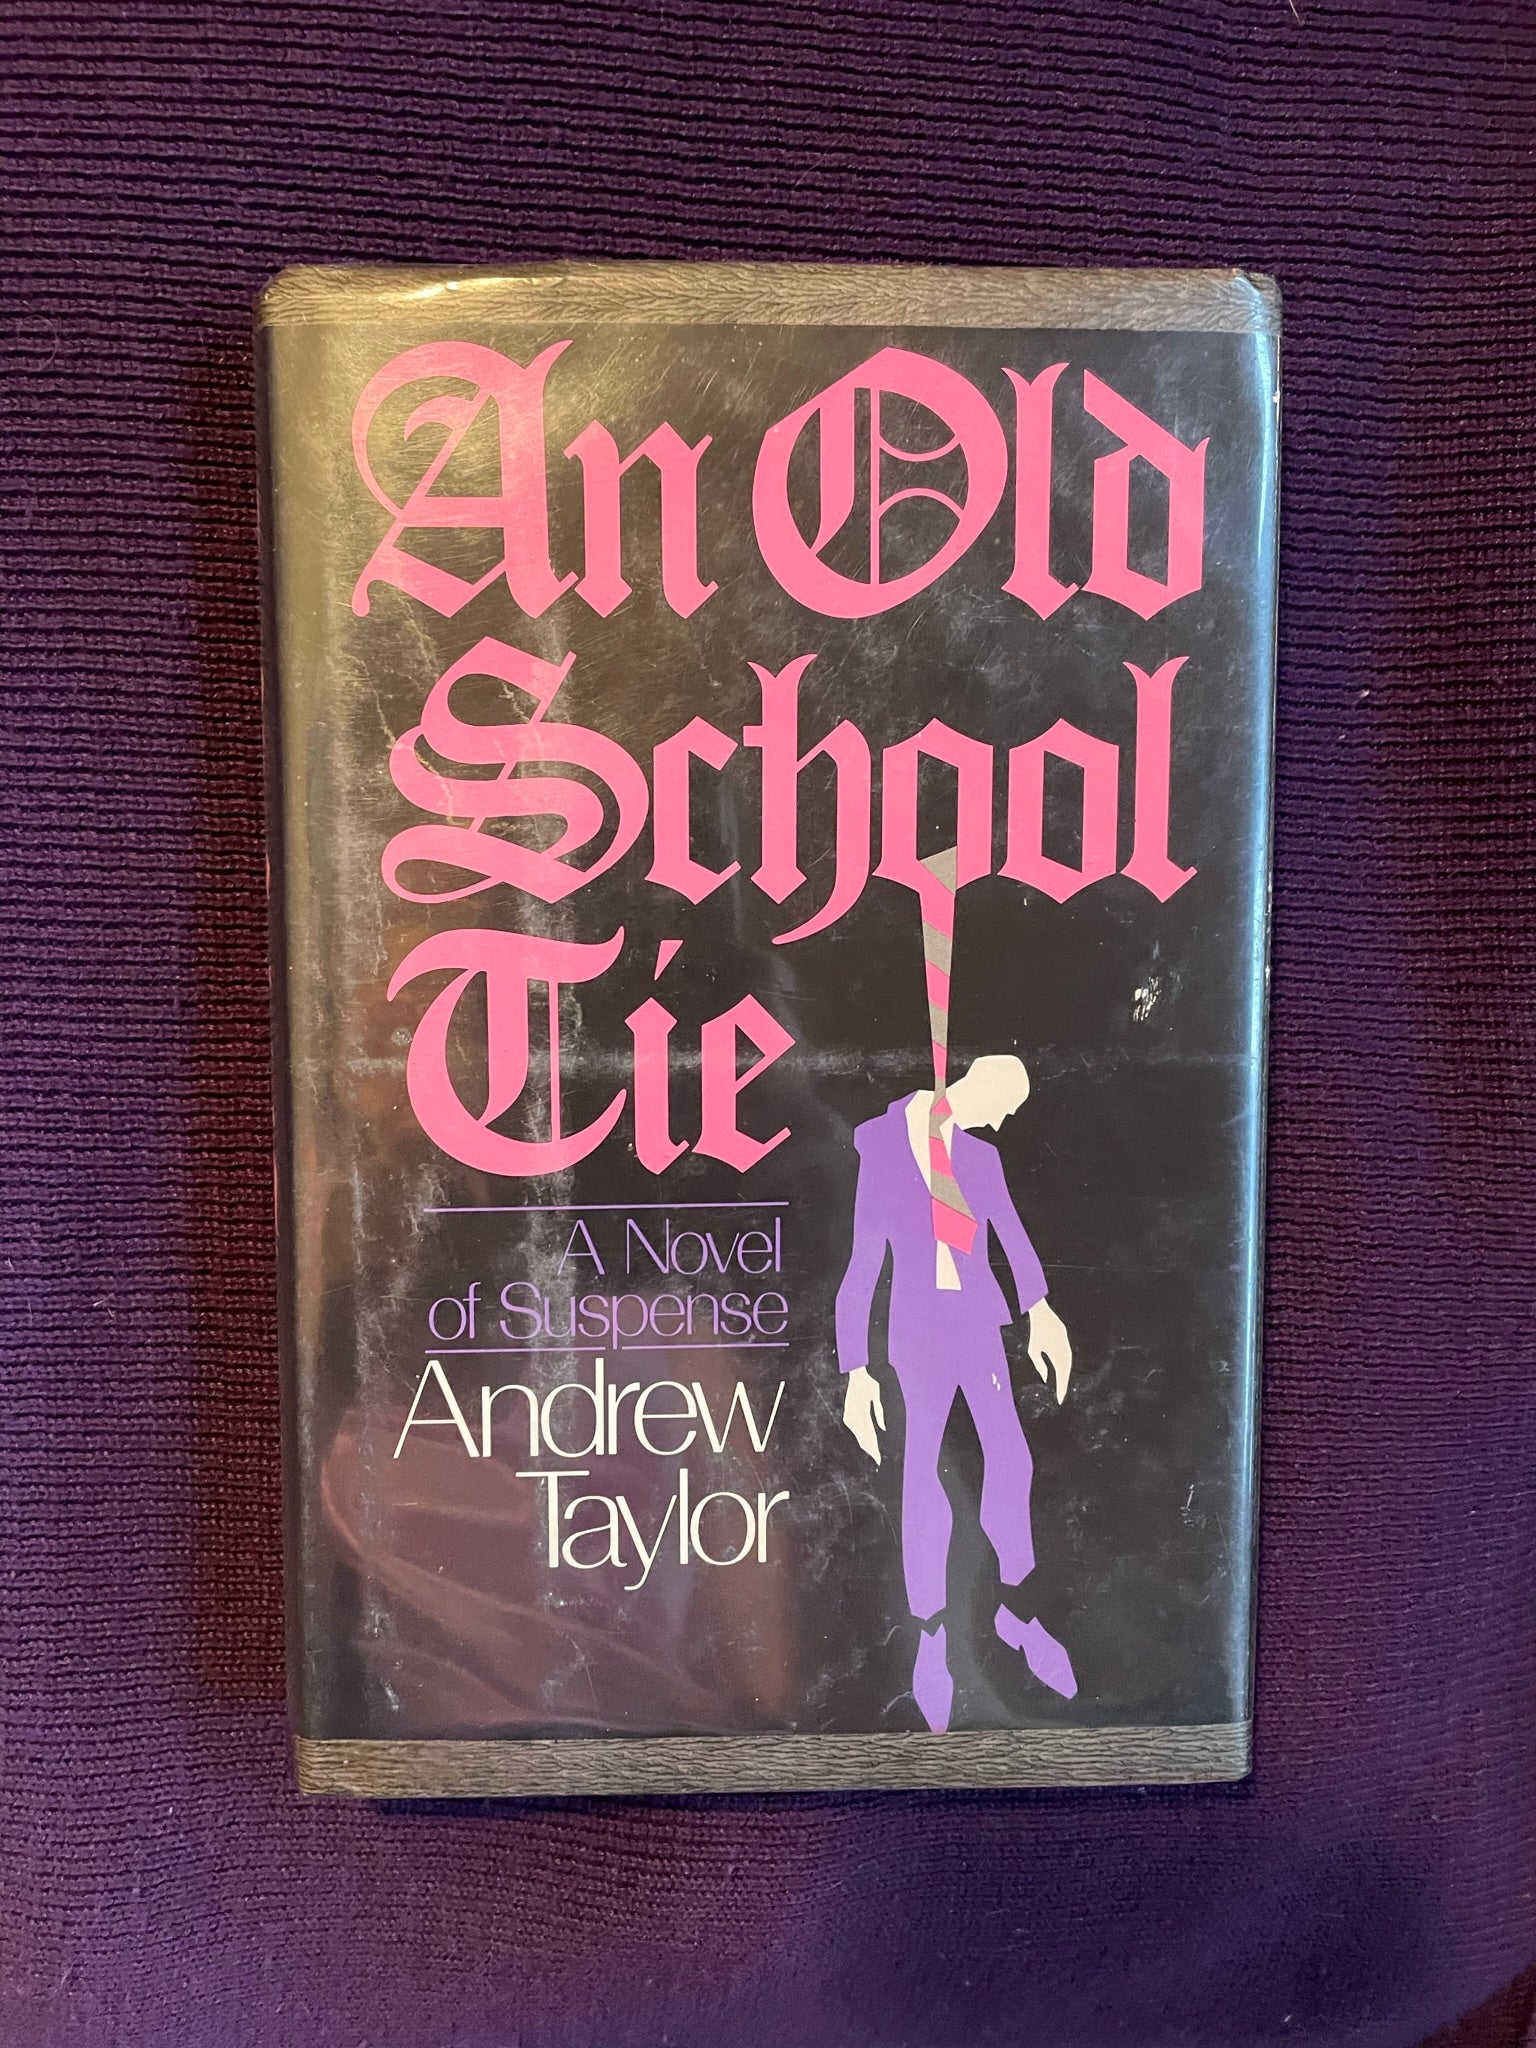 An Old
School
Tie
A Novel
of Suspense
Andrew
Taylor